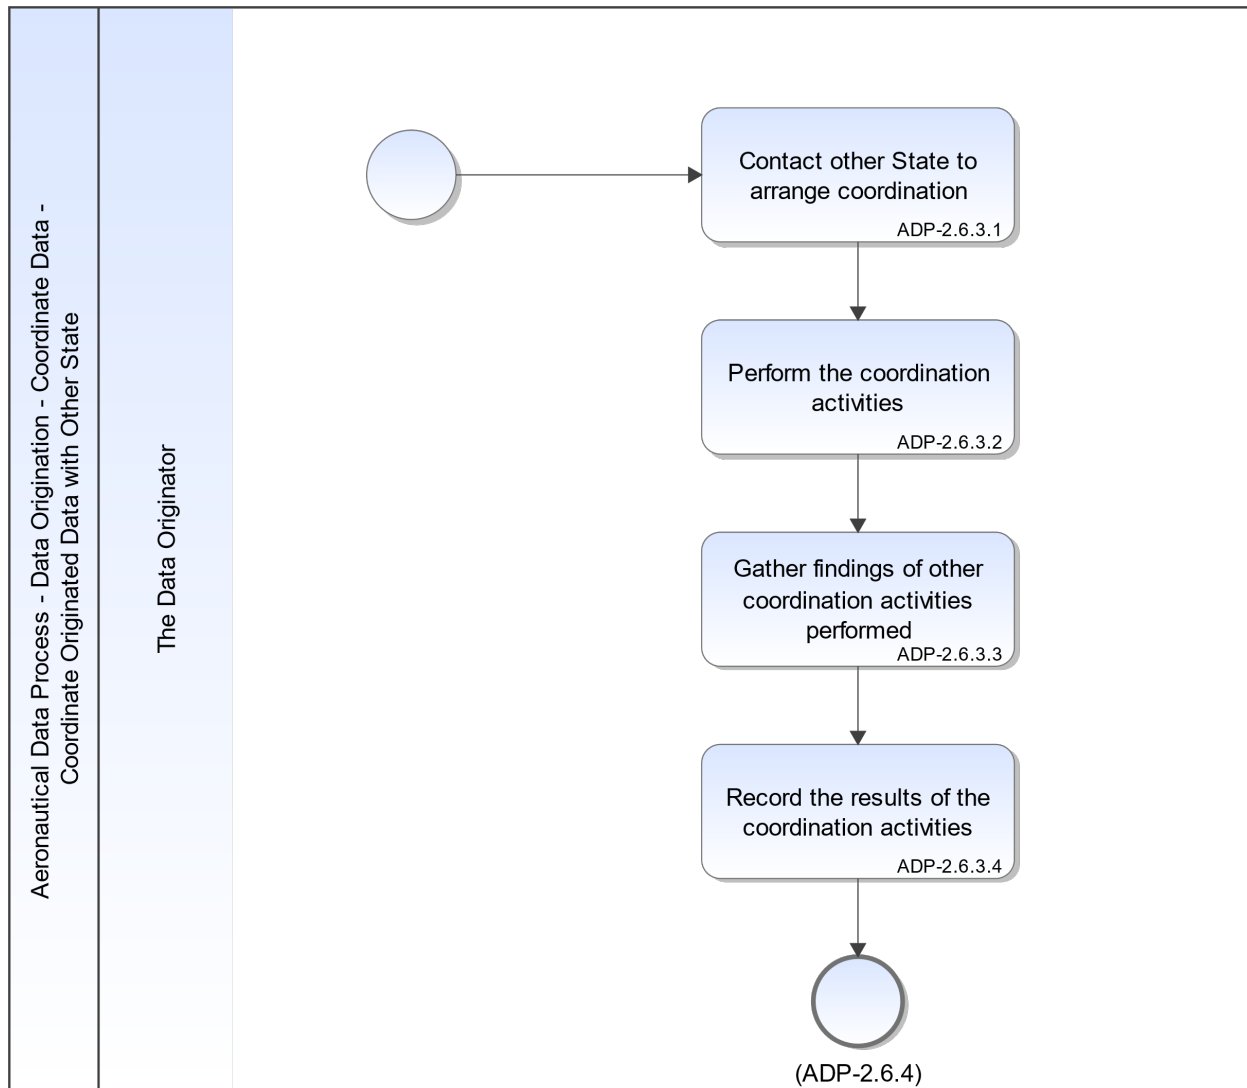 Aeronautical Data Process - Data Origination - Coordinate Data -
Coordinate Originated Data with Other State
The Data Originator
Contact other State to
arrange coordination
ADP-2.6.3.1
Perform the coordination
activities
ADP-2.6.3.2
Gather findings of other
coordination activities
performed
ADP-2.6.3.3
Record the results of the
coordination activities
ADP-2.6.3.4
(ADP-2.6.4)